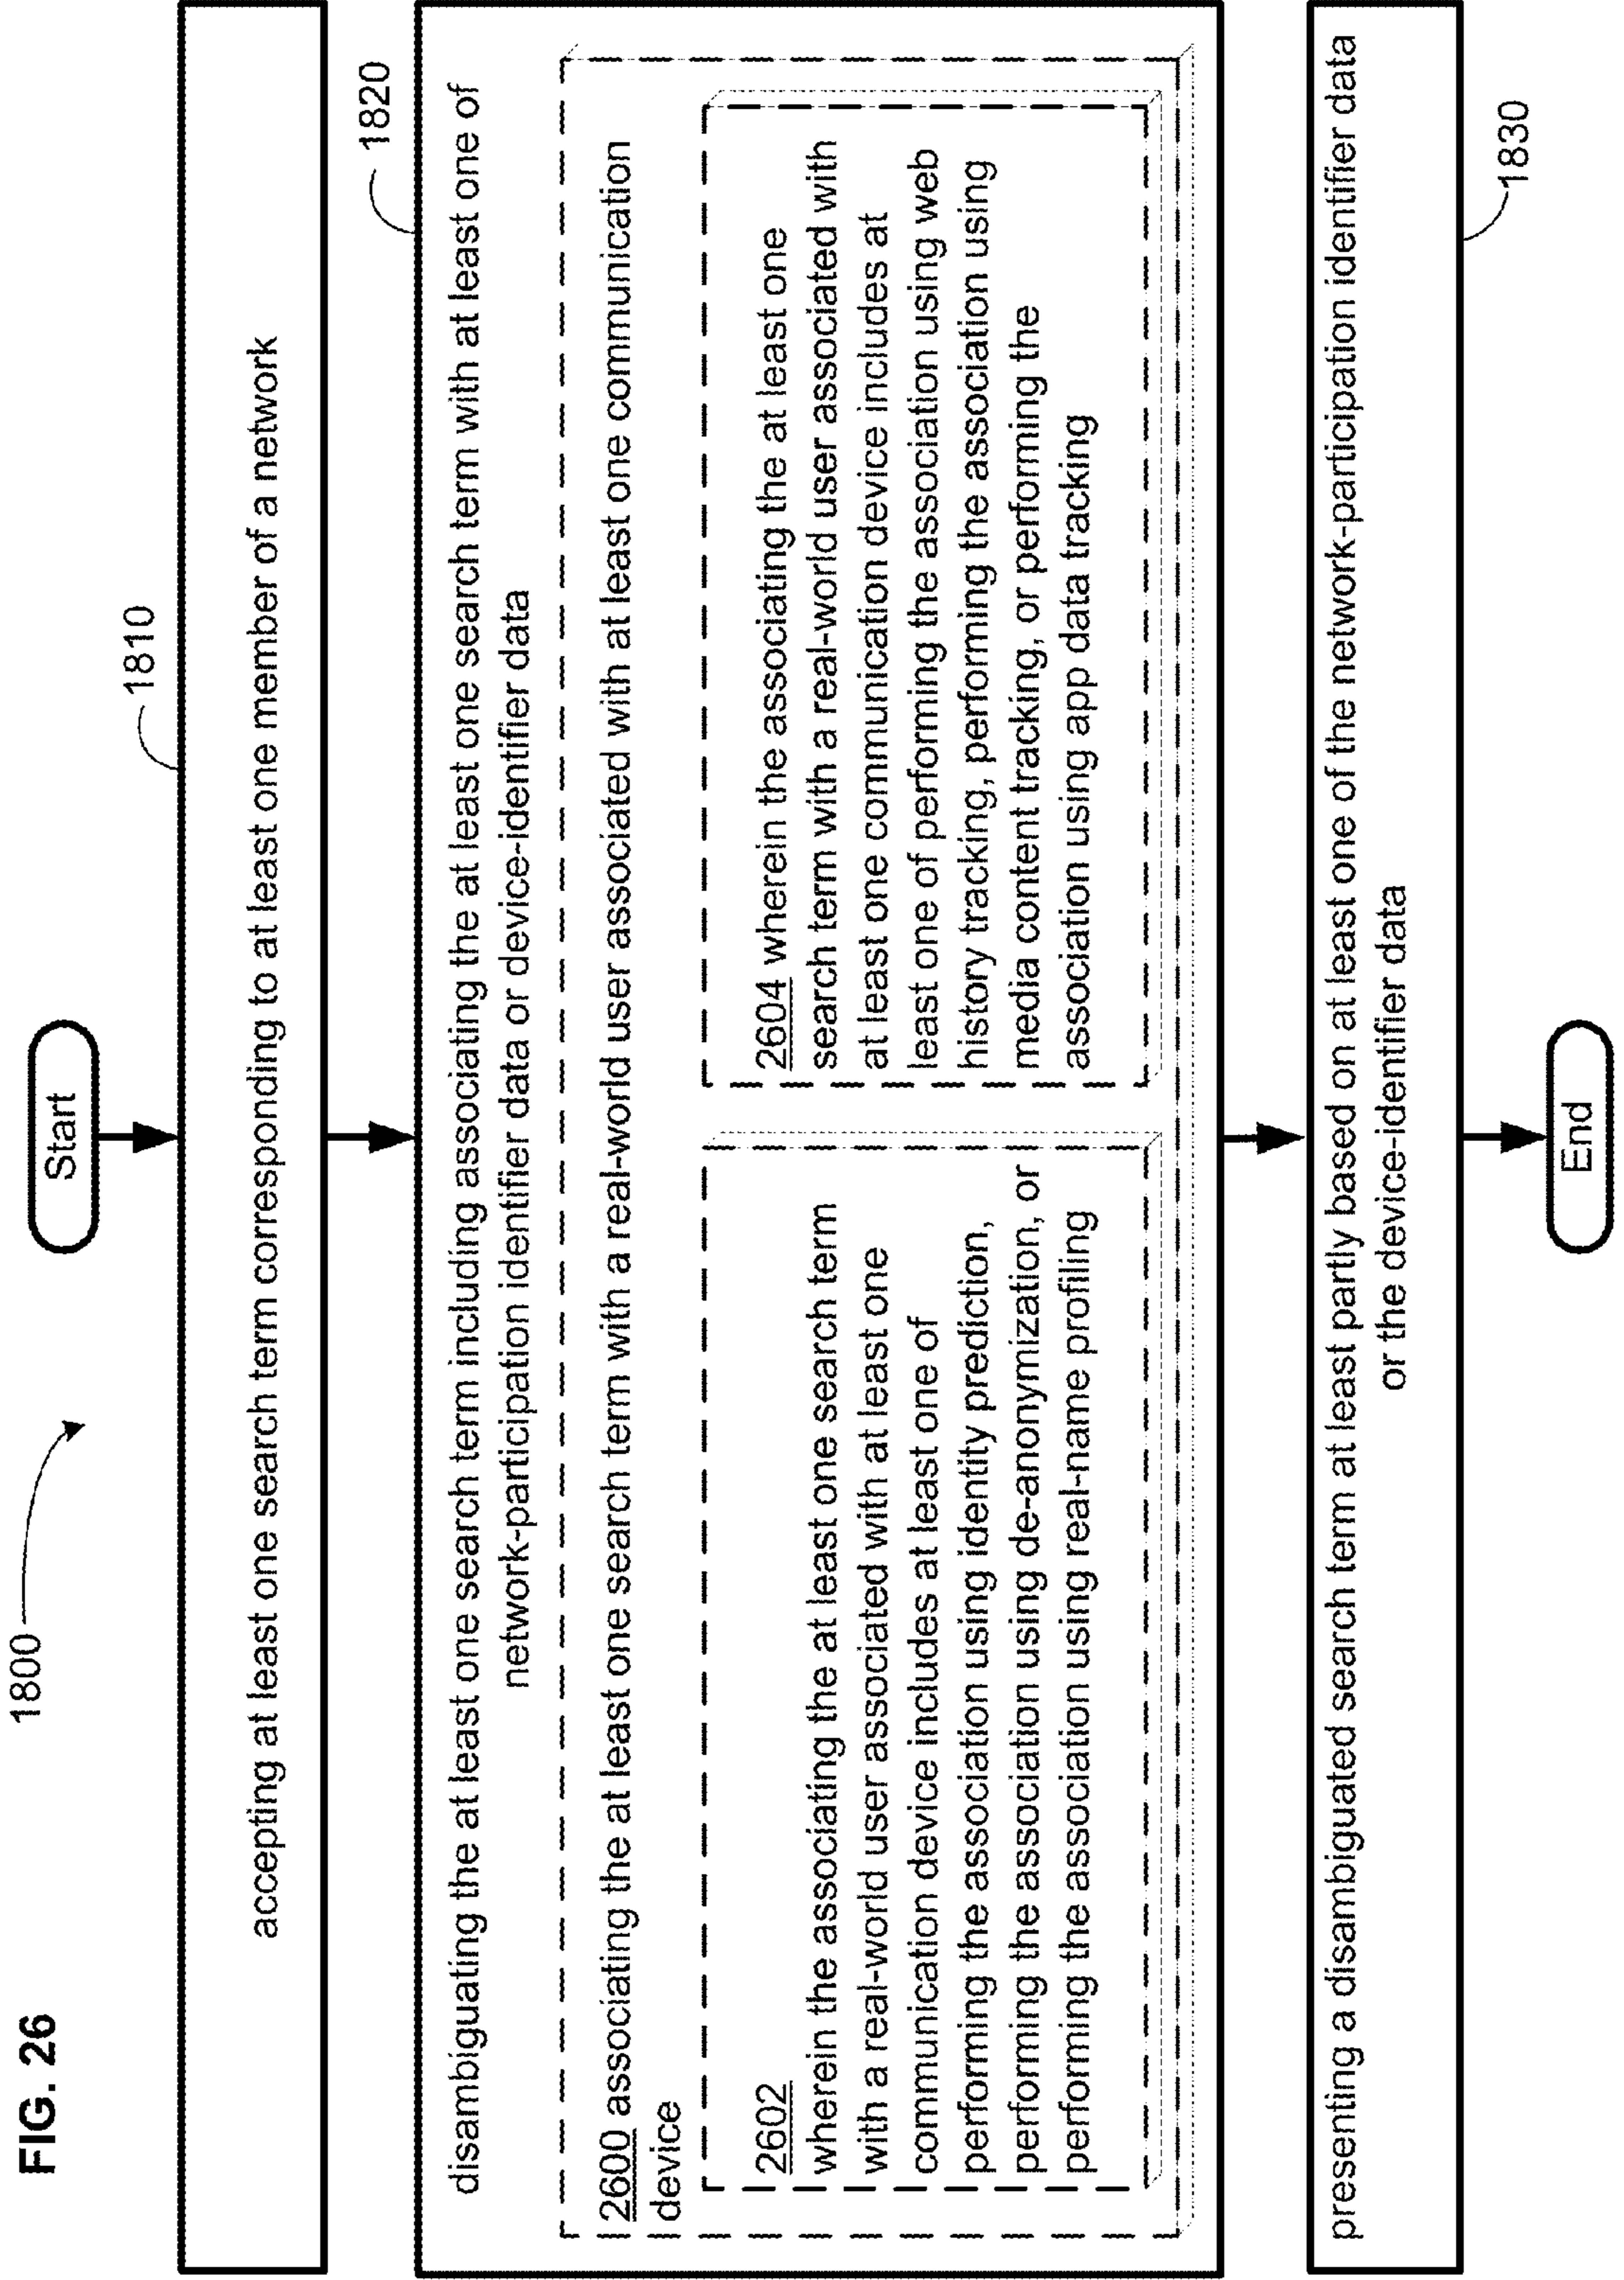 FIG. 26
1800
Start
1810
accepting at least one search term corresponding to at least one member of a network
1820
disambiguating the at least one search term including associating the at least one search term with at least one of
network-participation identifier data or device-identifier data
2600 associating the at least one search term with a real-world user associated with at least one communication
device
2602
wherein the associating the at least one search term
with a real-world user associated with at least one
communication device includes at least one of
performing the association using identity prediction,
performing the association using de-anonymization, or
performing the association using real-name profiling
2604 wherein the associating the at least one
search term with a real-world user associated with
at least one communication device includes at
least one of performing the association using web
history tracking, performing the association using
media content tracking, or performing the
association using app data tracking
presenting a disambiguated search term at least partly based on at least one of the network-participation identifier data
or the device-identifier data
1830
End